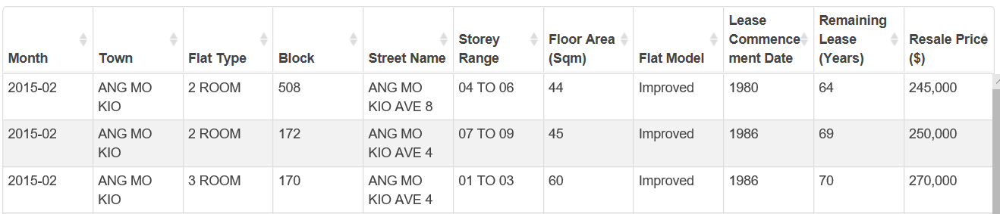 Month Town Flat Type Block Street Name Storey Range Floor Area (Sqm) Flat Model Lease Commence ment Date Remaining Lease (Years) Resale Price ($)
2015-02 ANG MO KIO 2 ROOM 508 ANG MO KIO AVE 8 04 TO 06 44 Improved 1980 64 245,000
2015-02 ANG MO KIO 2 ROOM 172 ANG MO KIO AVE 4 07 TO 09 45 Improved 1986 69 250,000
2015-02 ANG MO KIO 3 ROOM 170 ANG MO KIO AVE 4 01 TO 03 60 Improved 1986 70 270,000